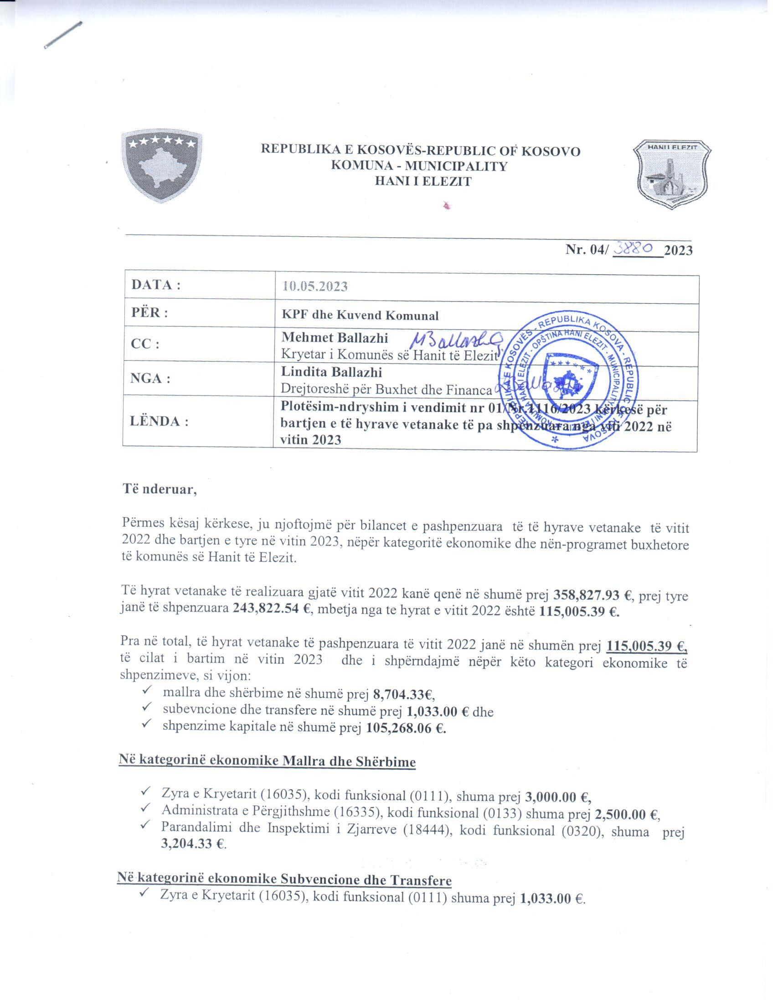 REPUBLIKA E KOSOVËS-REPUBLIC OF KOSOVO
KOMUNA - MUNICIPALITY
HANI I ELEZIT
HANI I ELEZIT
Nr. 04/ 3880 2023
DATA : 10.05.2023
PËR : KPF dhe Kuvend Komunal
CC : Mehmet Ballazhi MBallazhi
Kryetar i Komunës së Hanit të Elezit
NGA : Lindita Ballazhi
Drejtoreshë për Buxhet dhe Financa LBallazhi
LËNDA : Plotësim-ndryshim i vendimit nr 01/Nr.1116/2023 kërkesë për
bartjen e të hyrave vetanake të pa shpenzuara nga viti 2022 në
vitin 2023
REPUBLIKA E KOSOVËS - REPUBLIKA KOSOVA - REPUBLIC OF KOSOVA
KOMUNA HANI I ELEZIT - OPŠTINA HANI ELEZIT - MUNICIPALITY HANI I ELEZIT
Të nderuar,
Përmes kësaj kërkese, ju njoftojmë për bilancet e pashpenzuara të të hyrave vetanake të vitit
2022 dhe bartjen e tyre në vitin 2023, nëpër kategoritë ekonomike dhe nën-programet buxhetore
të komunës së Hanit të Elezit.
Të hyrat vetanake të realizuara gjatë vitit 2022 kanë qenë në shumë prej 358,827.93 €, prej tyre
janë të shpenzuara 243,822.54 €, mbetja nga te hyrat e vitit 2022 është 115,005.39 €.
Pra në total, të hyrat vetanake të pashpenzuara të vitit 2022 janë në shumën prej 115,005.39 €,
të cilat i bartim në vitin 2023 dhe i shpërndajmë nëpër këto kategori ekonomike të
shpenzimeve, si vijon:
✓ mallra dhe shërbime në shumë prej 8,704.33€,
✓ subevncione dhe transfere në shumë prej 1,033.00 € dhe
✓ shpenzime kapitale në shumë prej 105,268.06 €.
Në kategorinë ekonomike Mallra dhe Shërbime
✓ Zyra e Kryetarit (16035), kodi funksional (0111), shuma prej 3,000.00 €,
✓ Administrata e Përgjithshme (16335), kodi funksional (0133) shuma prej 2,500.00 €,
✓ Parandalimi dhe Inspektimi i Zjarreve (18444), kodi funksional (0320), shuma prej
3,204.33 €.
Në kategorinë ekonomike Subvencione dhe Transfere
✓ Zyra e Kryetarit (16035), kodi funksional (0111) shuma prej 1,033.00 €.